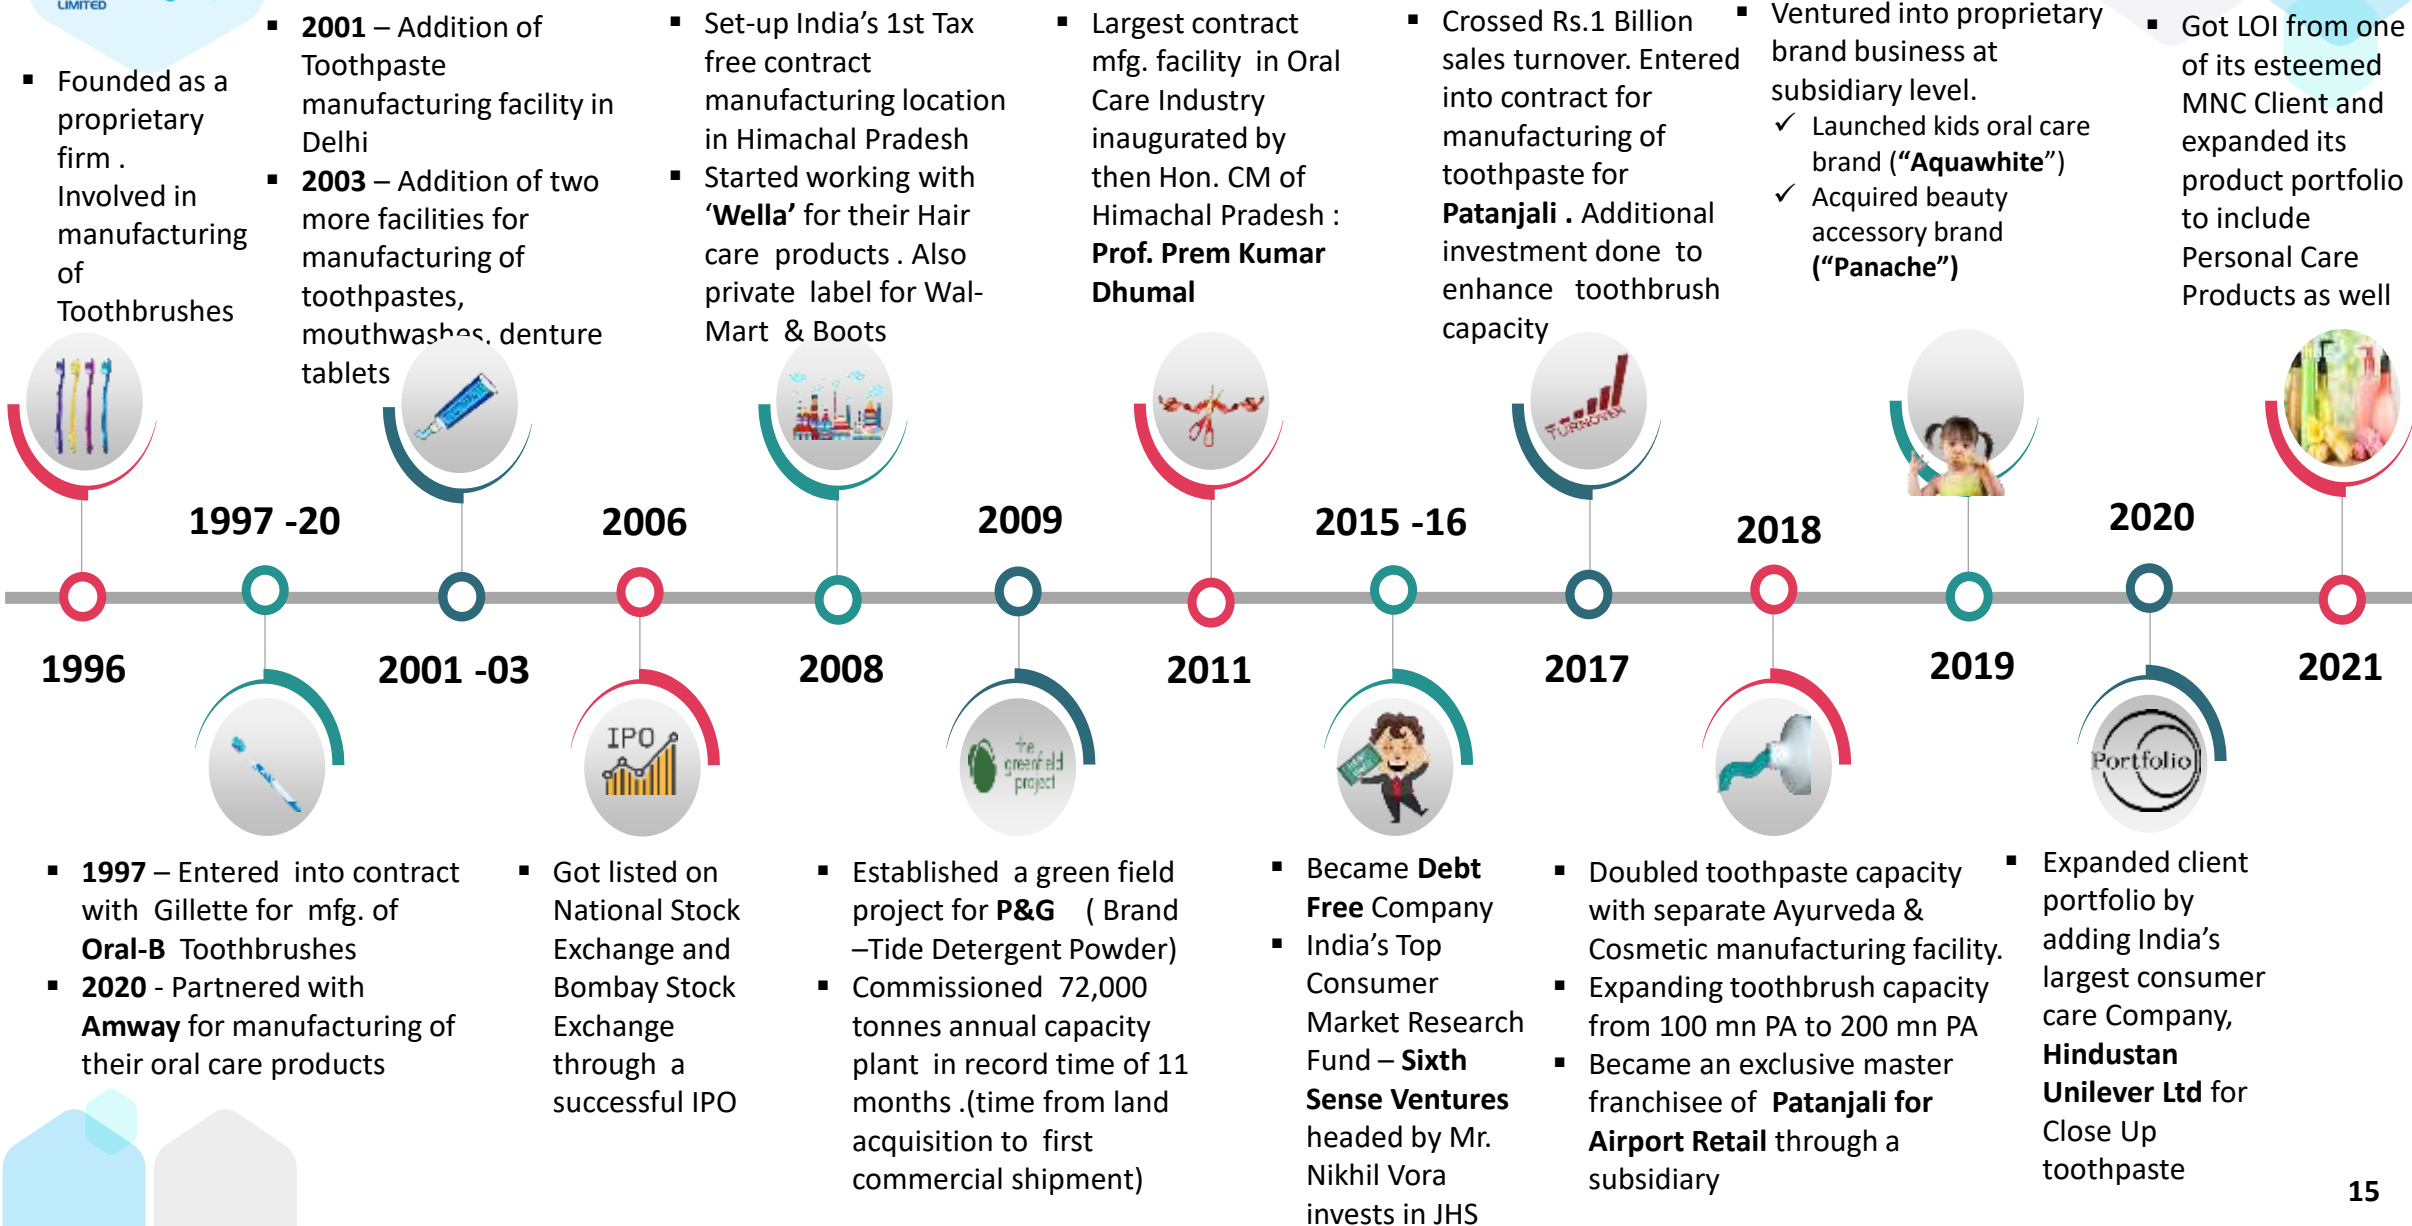 LIMITED
▪ Founded as a
proprietary
firm .
Involved in
manufacturing
of
Toothbrushes
▪ 2001 – Addition of
Toothpaste
manufacturing facility in
Delhi
▪ 2003 – Addition of two
more facilities for
manufacturing of
toothpastes,
mouthwashes, denture
tablets
▪ Set-up India’s 1st Tax
free contract
manufacturing location
in Himachal Pradesh
▪ Started working with
‘Wella’ for their Hair
care products . Also
private label for Wal-
Mart & Boots
▪ Largest contract
mfg. facility in Oral
Care Industry
inaugurated by
then Hon. CM of
Himachal Pradesh :
Prof. Prem Kumar
Dhumal
▪ Crossed Rs.1 Billion
sales turnover. Entered
into contract for
manufacturing of
toothpaste for
Patanjali . Additional
investment done to
enhance toothbrush
capacity
▪ Ventured into proprietary
brand business at
subsidiary level.
✓ Launched kids oral care
brand (“Aquawhite”)
✓ Acquired beauty
accessory brand
(“Panache”)
▪ Got LOI from one
of its esteemed
MNC Client and
expanded its
product portfolio
to include
Personal Care
Products as well
TURNOVER
1997 -20
2006
2009
2015 -16
2018
2020
1996
2001 -03
2008
2011
2017
2019
2021
IPO
the
greenfield
project
Portfolio
▪ 1997 – Entered into contract
with Gillette for mfg. of
Oral-B Toothbrushes
▪ 2020 - Partnered with
Amway for manufacturing of
their oral care products
▪ Got listed on
National Stock
Exchange and
Bombay Stock
Exchange
through a
successful IPO
▪ Established a green field
project for P&G ( Brand
–Tide Detergent Powder)
▪ Commissioned 72,000
tonnes annual capacity
plant in record time of 11
months .(time from land
acquisition to first
commercial shipment)
▪ Became Debt
Free Company
▪ India’s Top
Consumer
Market Research
Fund – Sixth
Sense Ventures
headed by Mr.
Nikhil Vora
invests in JHS
▪ Doubled toothpaste capacity
with separate Ayurveda &
Cosmetic manufacturing facility.
▪ Expanding toothbrush capacity
from 100 mn PA to 200 mn PA
▪ Became an exclusive master
franchisee of Patanjali for
Airport Retail through a
subsidiary
▪ Expanded client
portfolio by
adding India’s
largest consumer
care Company,
Hindustan
Unilever Ltd for
Close Up
toothpaste
15